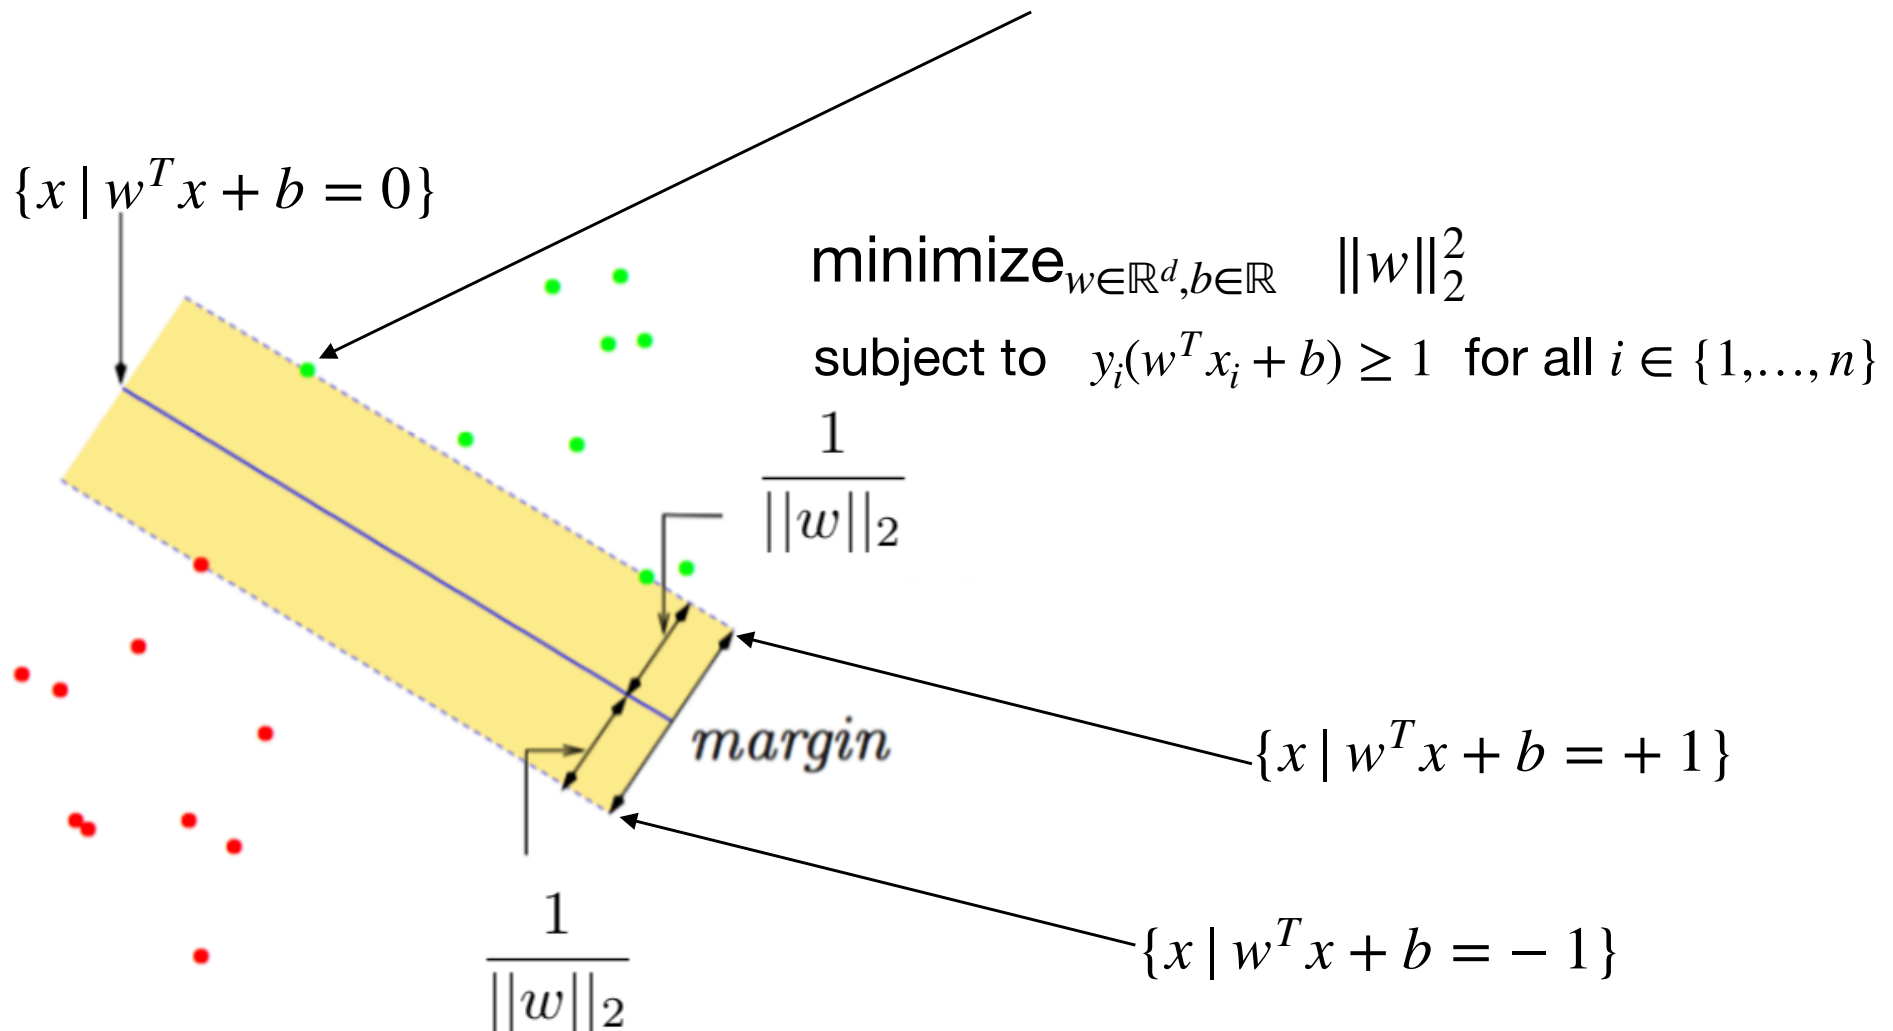 {x | w^T x + b = 0}
minimize_{w∈ℝ^d, b∈ℝ} ‖w‖_2^2
subject to y_i(w^T x_i + b) ≥ 1 for all i ∈ {1,…, n}
1
||w||_2
margin
{x | w^T x + b = + 1}
1
||w||_2
{x | w^T x + b = − 1}